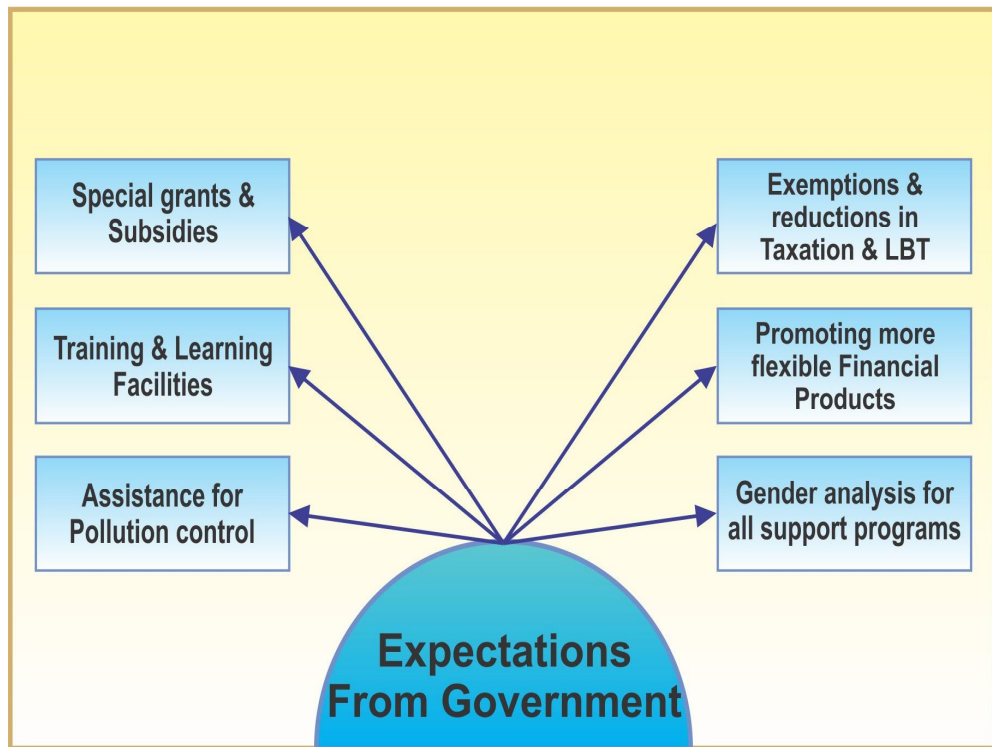 Special grants &
Subsidies
Training & Learning
Facilities
Assistance for
Pollution control
Exemptions &
reductions in
Taxation & LBT
Promoting more
flexible Financial
Products
Gender analysis for
all support programs
Expectations
From Government